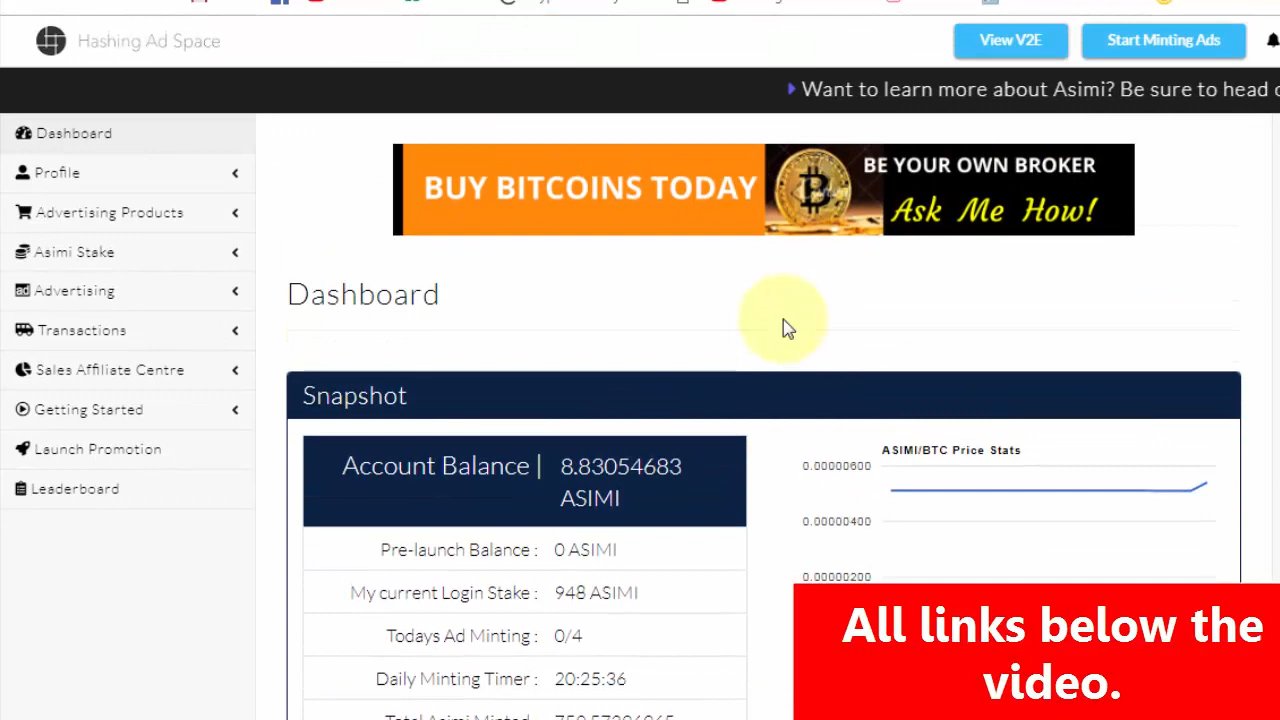 Hashing Ad Space
View V2E
Start Minting Ads
Want to learn more about Asimi? Be sure to head
Dashboard
Profile
Advertising Products
Asimi Stake
Advertising
Transactions
Sales Affiliate Centre
Getting Started
Launch Promotion
Leaderboard
BUY BITCOINS TODAY
BE YOUR OWN BROKER
Ask Me How!
Dashboard
Snapshot
Account Balance | 8.83054683
ASIMI
Pre-launch Balance : 0 ASIMI
My current Login Stake : 948 ASIMI
Todays Ad Minting : 0/4
Daily Minting Timer : 20:25:36
Total Asimi Minted
ASIMI/BTC Price Stats
0.00000600
0.00000400
0.00000200
All links below the
video.